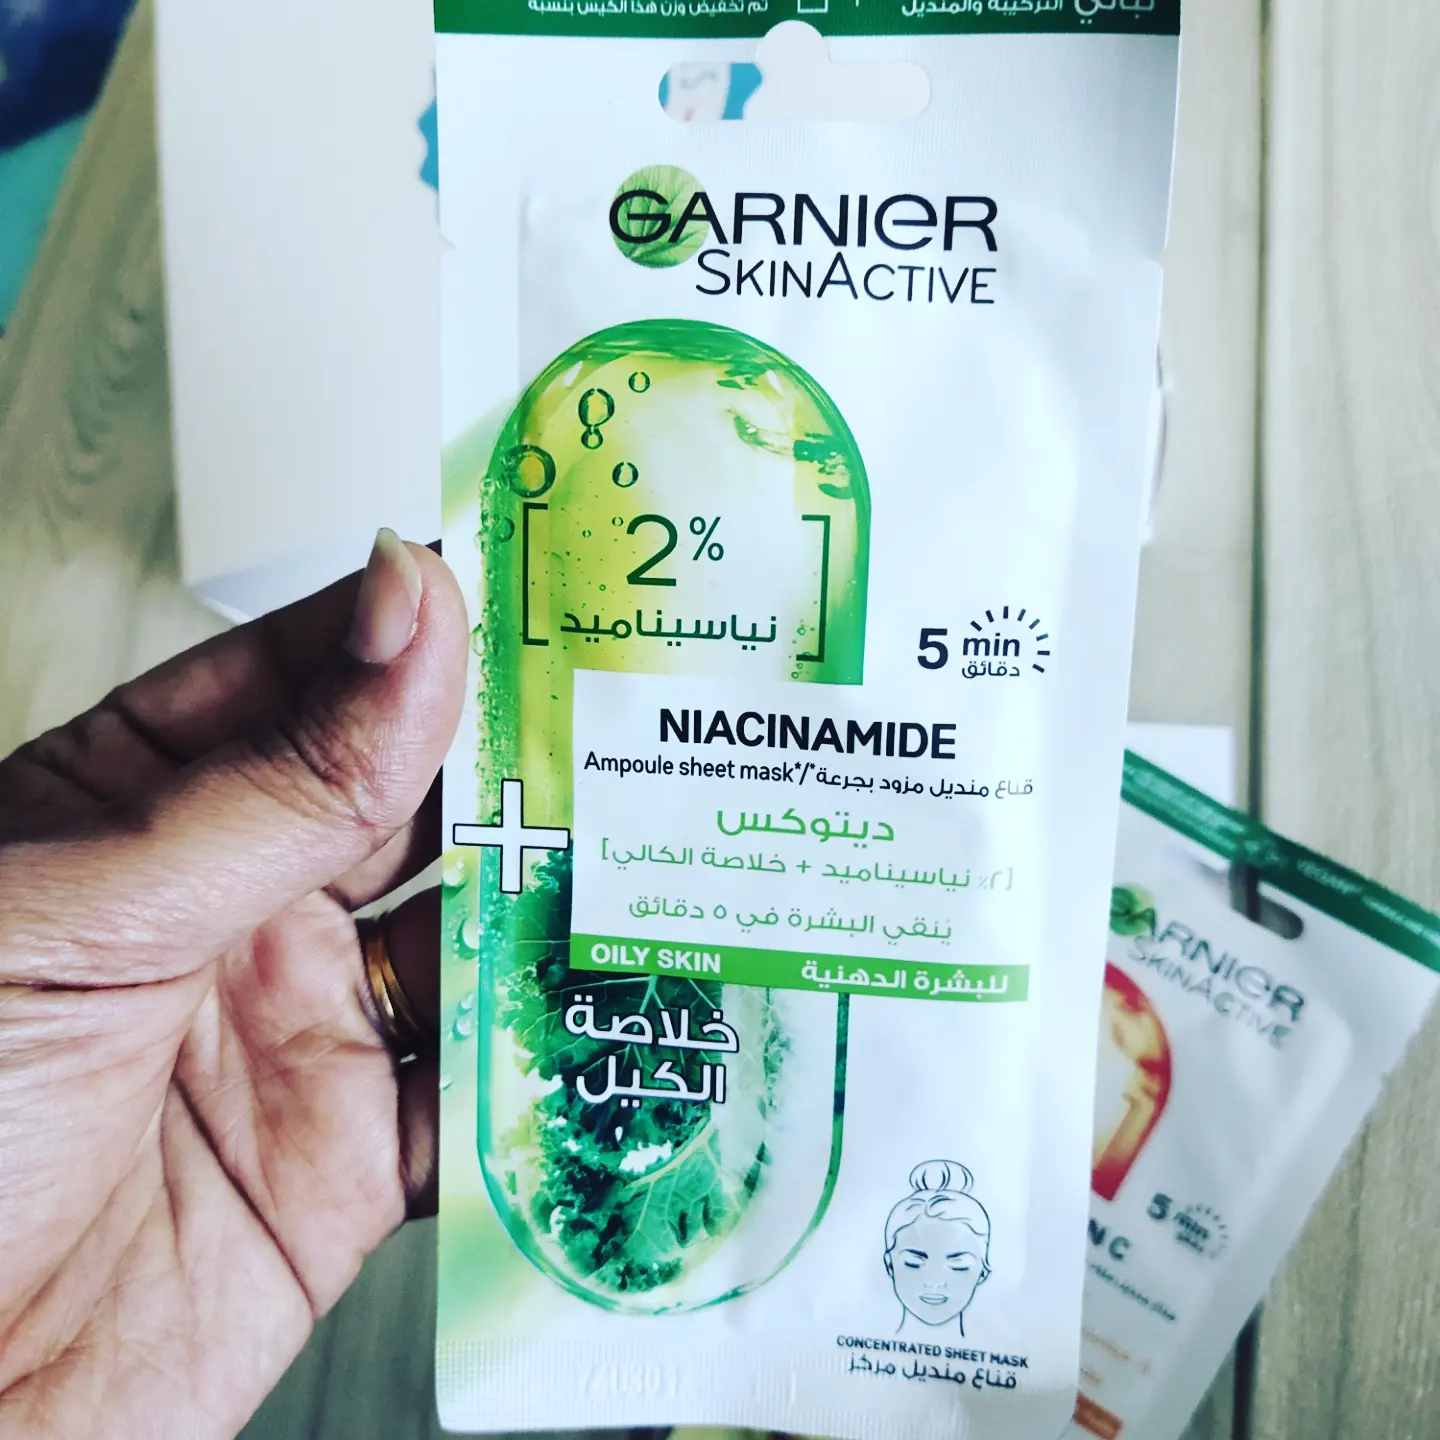 نباتي التركيبة والمنديل
تم تخفيض وزن هذا الكيس بنسبة
GARNIER
SKINACTIVE
2%
نياسيناميد
5 min
دقائق
NIACINAMIDE
Ampoule sheet mask*/*قناع منديل مزود بجرعة
ديتوكس
[٢٪ نياسيناميد + خلاصة الكالي]
يُنقي البشرة في ٥ دقائق
OILY SKIN للبشرة الدهنية
+
خلاصة
الكيل
CONCENTRATED SHEET MASK
قناع منديل مركز
GARNIER
SKINACTIVE
5 min
دقائق